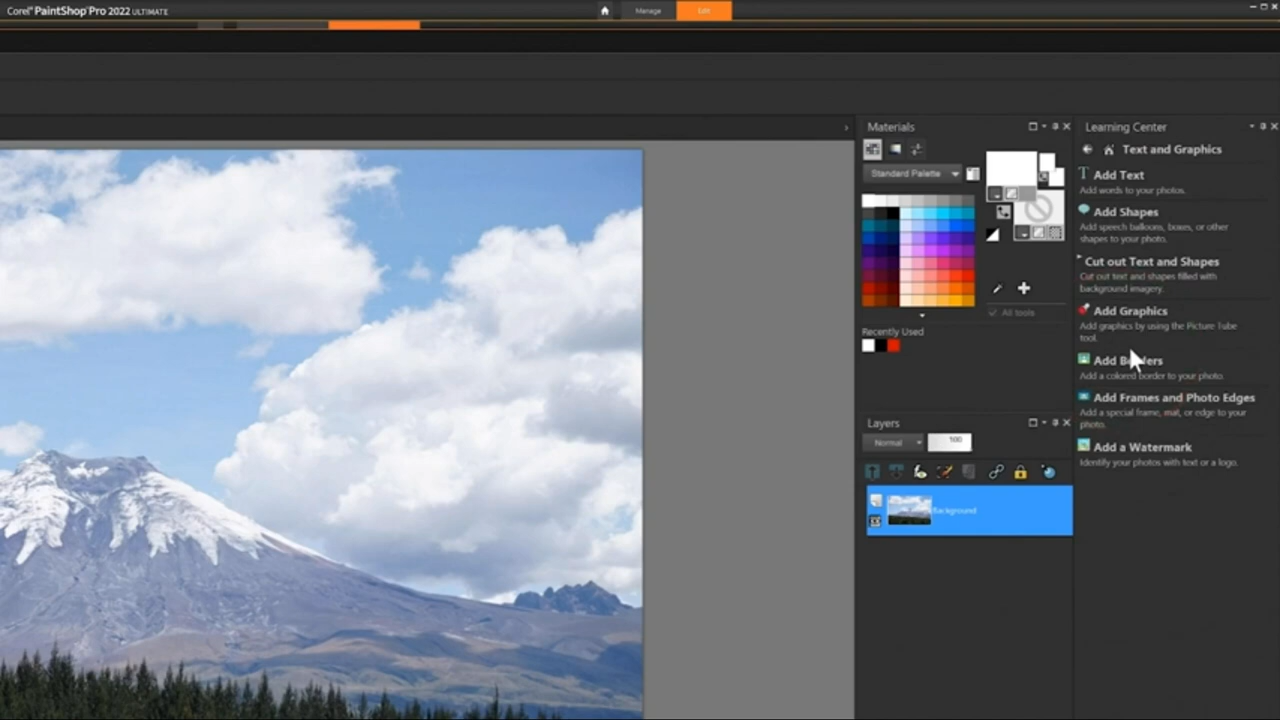 Corel® PaintShop® Pro 2022 ULTIMATE
Manage
Edit
Materials
Standard Palette
All tools
Recently Used
Layers
Normal
100
Background
Learning Center
Text and Graphics
Add Text
Add words to your photos.
Add Shapes
Add speech balloons, boxes, or other
shapes to your photo.
Cut out Text and Shapes
Cut out text and shapes filled with
background imagery.
Add Graphics
Add graphics by using the Picture Tube
tool.
Add Borders
Add a colored border to your photo.
Add Frames and Photo Edges
Add a special frame, mat, or edge to your
photo.
Add a Watermark
Identify your photos with text or a logo.